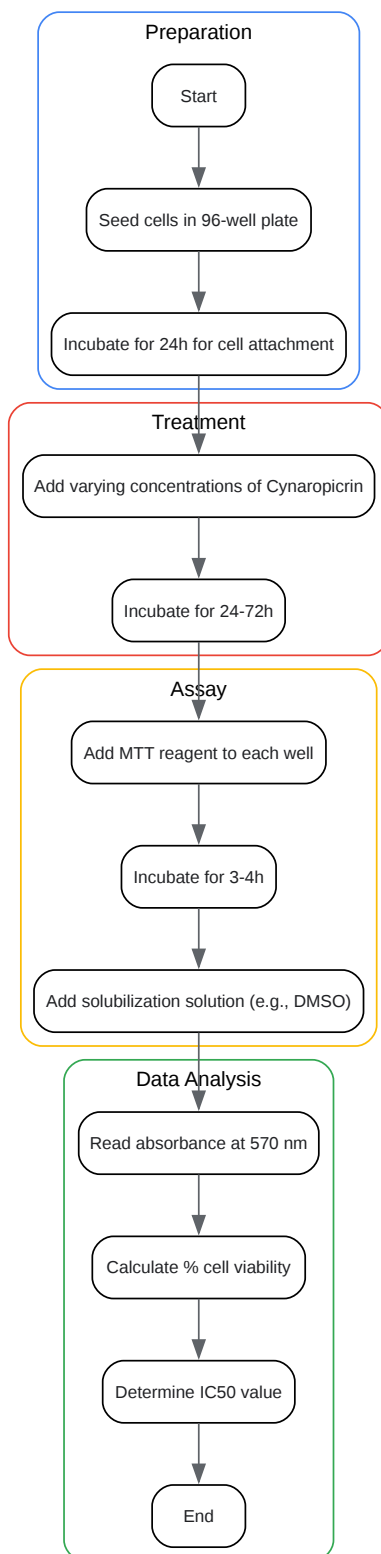 Preparation
Start
Seed cells in 96-well plate
Incubate for 24h for cell attachment
Treatment
Add varying concentrations of Cynaropicrin
Incubate for 24-72h
Assay
Add MTT reagent to each well
Incubate for 3-4h
Add solubilization solution (e.g., DMSO)
Data Analysis
Read absorbance at 570 nm
Calculate % cell viability
Determine IC50 value
End